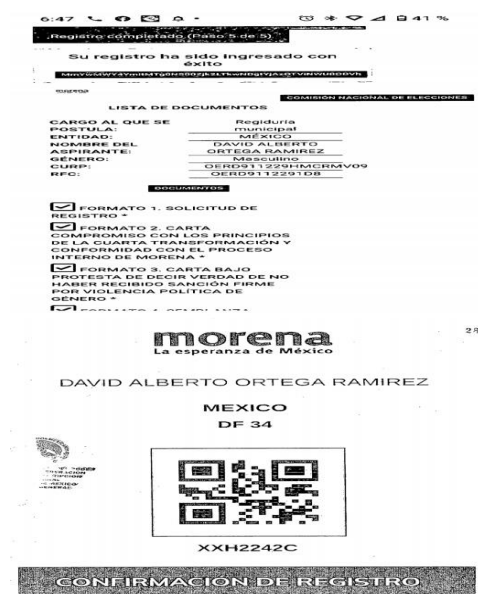 6:47 41 %
Registro completado (Paso 5 de 5)
Su registro ha sido ingresado con éxito
COMISIÓN NACIONAL DE ELECCIONES
LISTA DE DOCUMENTOS
CARGO AL QUE SE POSTULA: Regiduría municipal
ENTIDAD: MÉXICO
NOMBRE DEL ASPIRANTE: DAVID ALBERTO ORTEGA RAMIREZ
GÉNERO: Masculino
CURP: OERD911229HMCRMV09
RFC: OERD9112291D8
DOCUMENTOS
FORMATO 1. SOLICITUD DE
REGISTRO *
FORMATO 2. CARTA
COMPROMISO CON LOS PRINCIPIOS
DE LA CUARTA TRANSFORMACIÓN Y
CONFORMIDAD CON EL PROCESO
INTERNO DE MORENA *
FORMATO 3. CARTA BAJO
PROTESTA DE DECIR VERDAD DE NO
HABER RECIBIDO SANCIÓN FIRME
POR VIOLENCIA POLÍTICA DE
GÉNERO *
FORMATO 4. SEMBLANZA
morena
La esperanza de México
DAVID ALBERTO ORTEGA RAMIREZ
MEXICO
DF 34
XXH2242C
CONFIRMACION DE REGISTRO